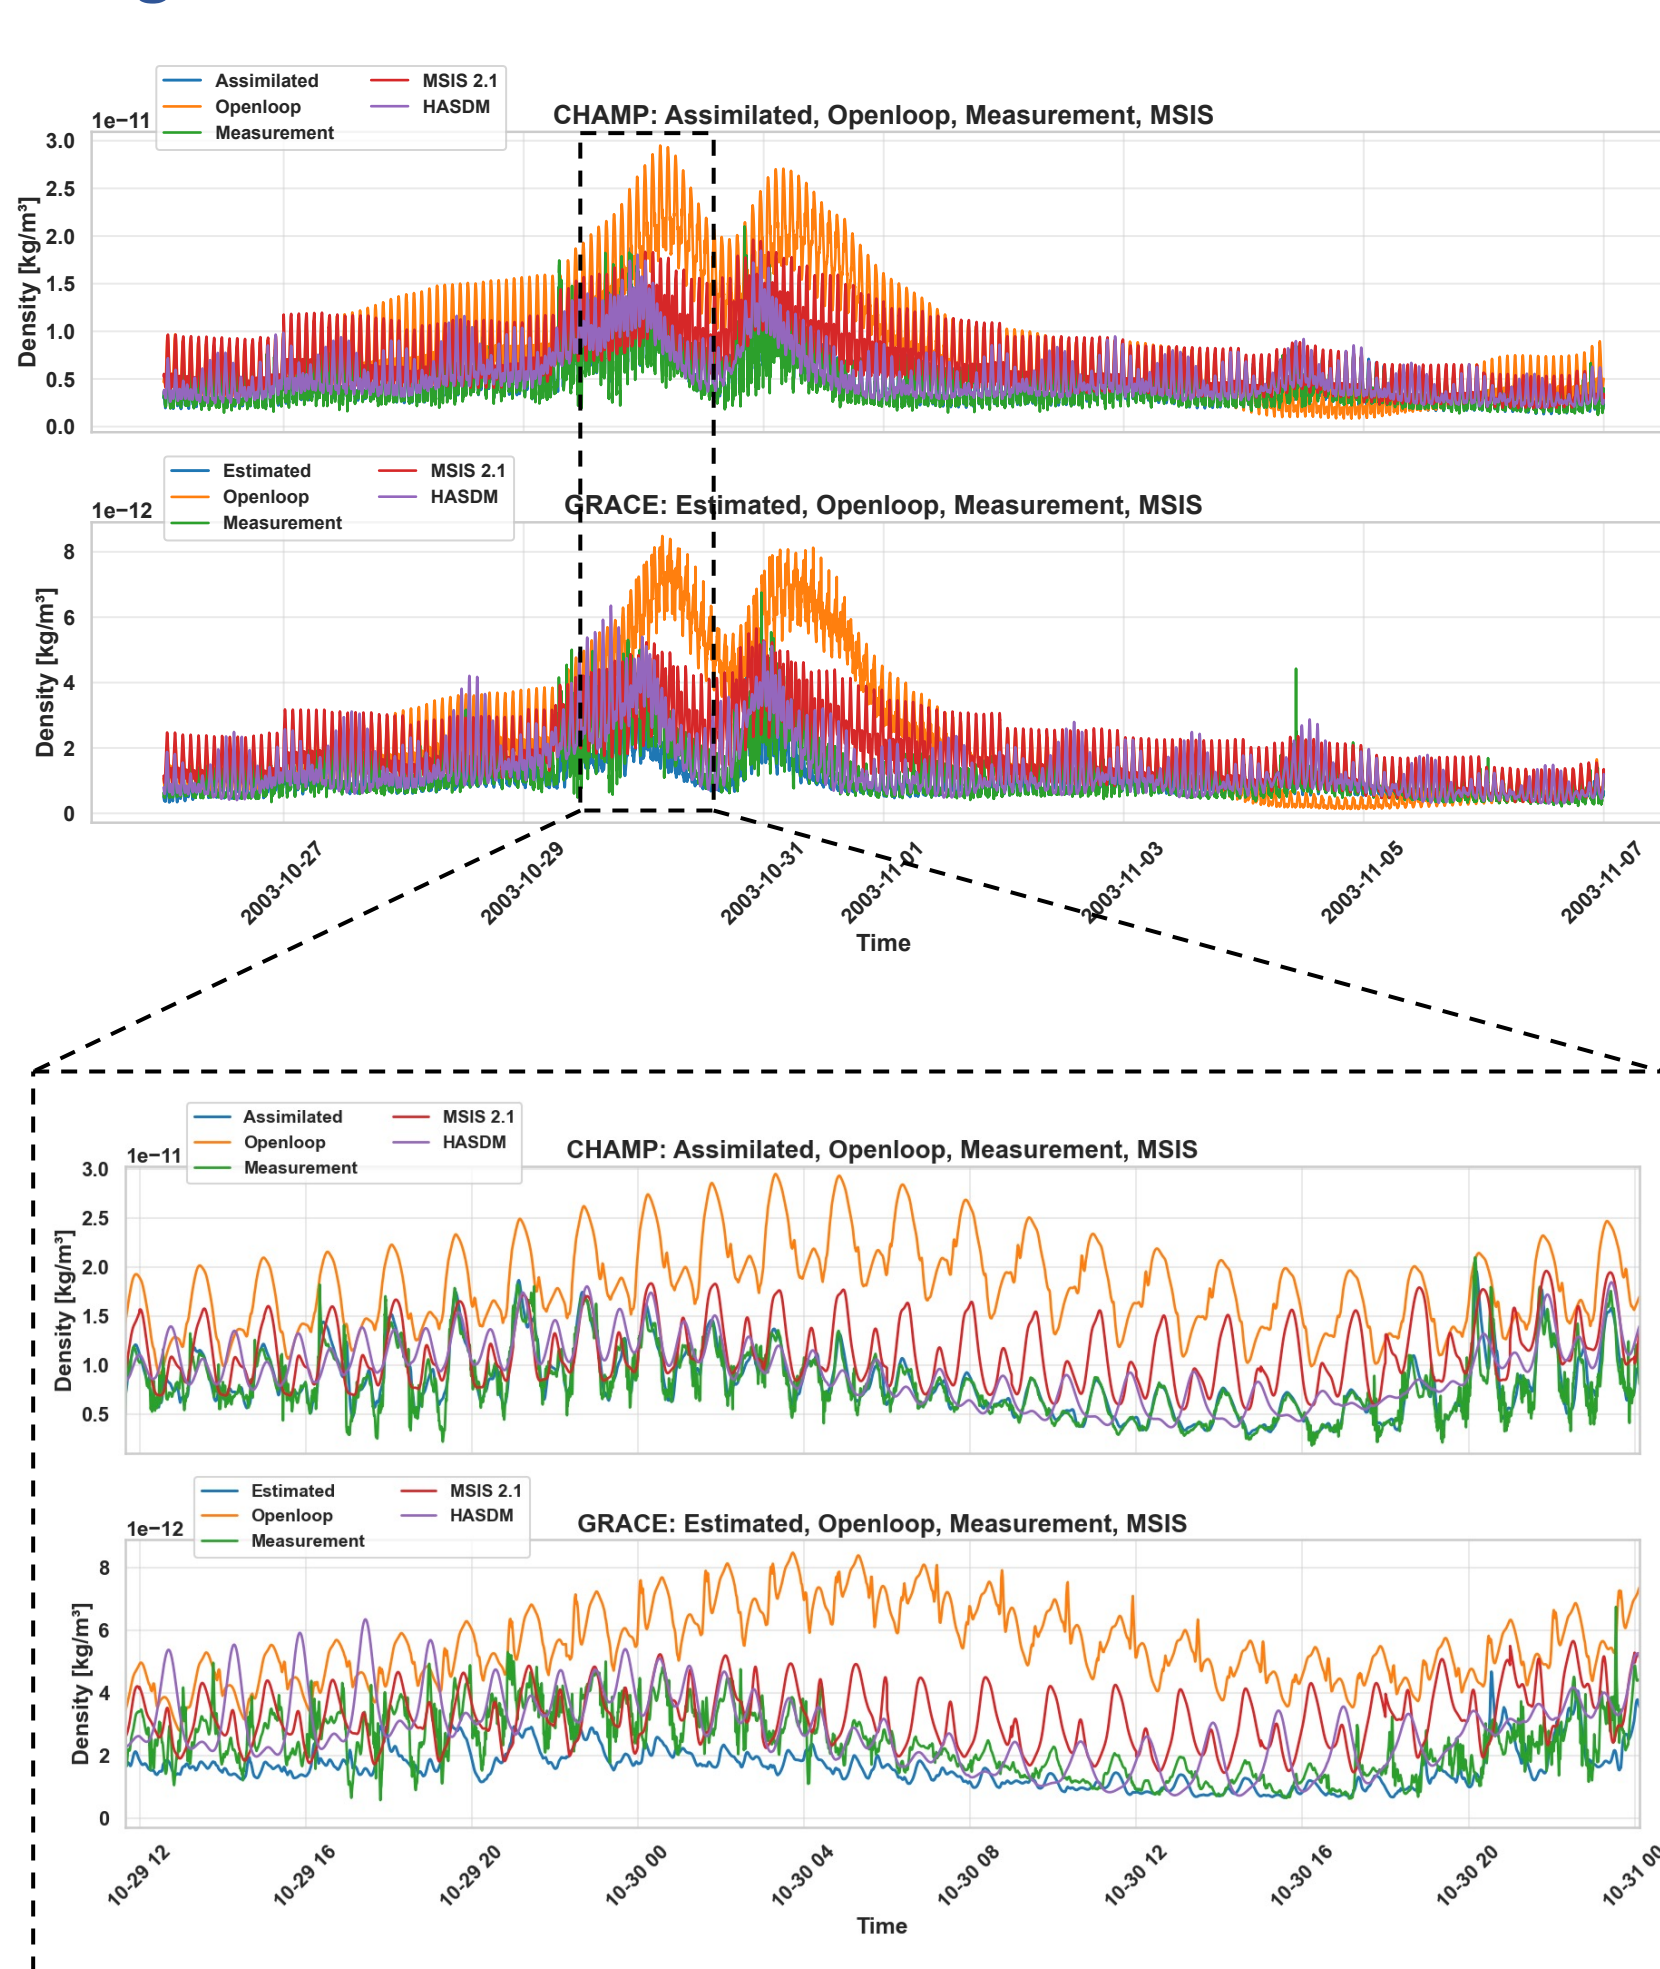 Assimilated MSIS 2.1
Openloop HASDM
Measurement
CHAMP: Assimilated, Openloop, Measurement, MSIS
1e−11
3.0
2.5
2.0
1.5
1.0
0.5
0.0
Density [kg/m³]
Estimated MSIS 2.1
Openloop HASDM
Measurement
GRACE: Estimated, Openloop, Measurement, MSIS
1e−12
8
6
4
2
0
Density [kg/m³]
2003-10-27 2003-10-29 2003-10-31 2003-11-01 2003-11-03 2003-11-05 2003-11-07
Time
Assimilated MSIS 2.1
Openloop HASDM
Measurement
CHAMP: Assimilated, Openloop, Measurement, MSIS
1e−11
3.0
2.5
2.0
1.5
1.0
0.5
Density [kg/m³]
Estimated MSIS 2.1
Openloop HASDM
Measurement
GRACE: Estimated, Openloop, Measurement, MSIS
1e−12
8
6
4
2
0
Density [kg/m³]
10-29 12 10-29 16 10-29 20 10-30 00 10-30 04 10-30 08 10-30 12 10-30 16 10-30 20 10-31 00
Time